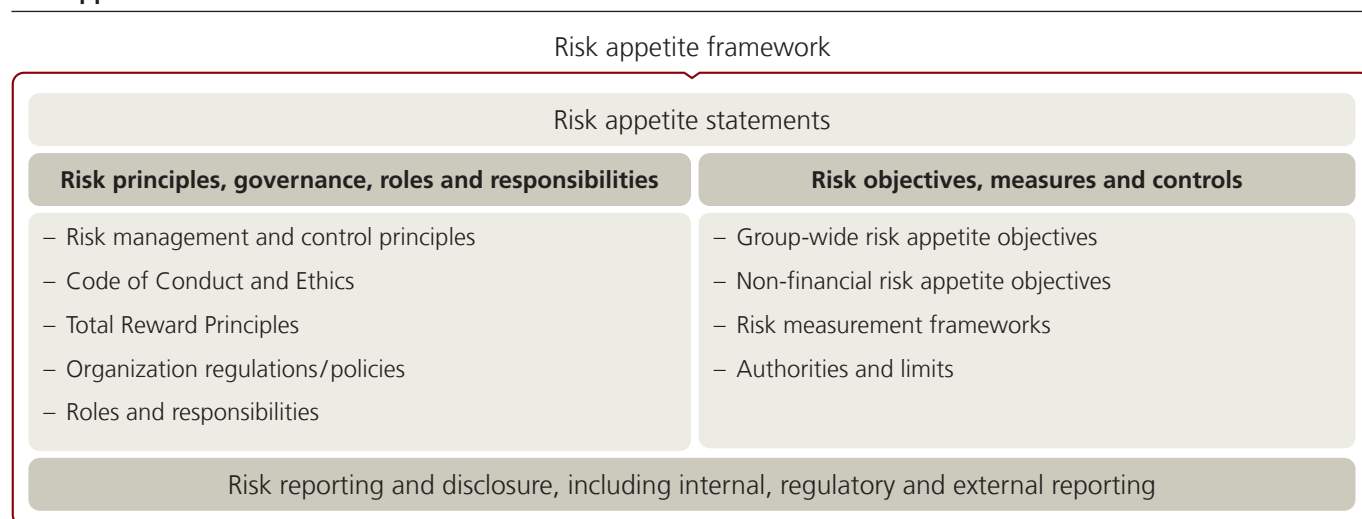 Risk appetite framework
Risk appetite statements
Risk principles, governance, roles and responsibilities
– Risk management and control principles
– Code of Conduct and Ethics
– Total Reward Principles
– Organization regulations/policies
– Roles and responsibilities
Risk objectives, measures and controls
– Group-wide risk appetite objectives
– Non-financial risk appetite objectives
– Risk measurement frameworks
– Authorities and limits
Risk reporting and disclosure, including internal, regulatory and external reporting